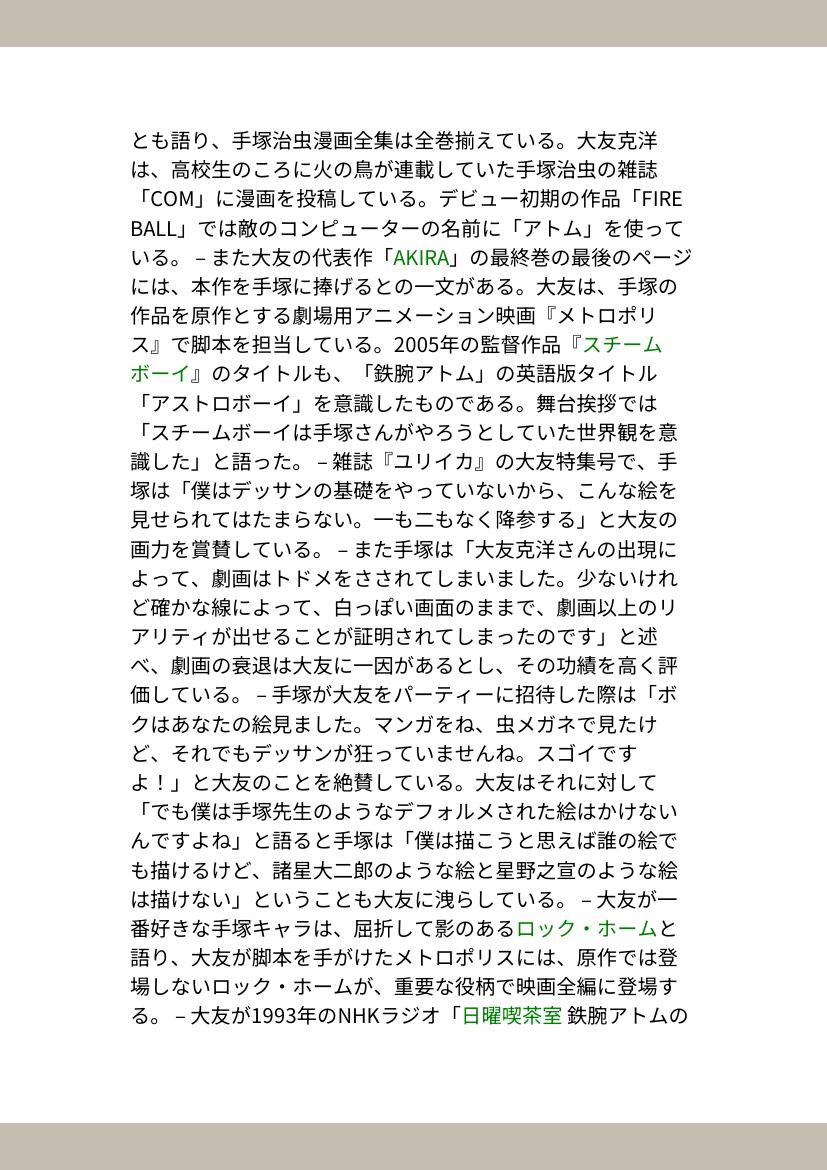 とも語り、手塚治虫漫画全集は全巻揃えている。大友克洋
は、高校生のころに火の鳥が連載していた手塚治虫の雑誌
「COM」に漫画を投稿している。デビュー初期の作品「FIRE
BALL」では敵のコンピューターの名前に「アトム」を使って
いる。 – また大友の代表作「AKIRA」の最終巻の最後のページ
には、本作を手塚に捧げるとの一文がある。大友は、手塚の
作品を原作とする劇場用アニメーション映画『メトロポリ
ス』で脚本を担当している。2005年の監督作品『スチーム
ボーイ』のタイトルも、「鉄腕アトム」の英語版タイトル
「アストロボーイ」を意識したものである。舞台挨拶では
「スチームボーイは手塚さんがやろうとしていた世界観を意
識した」と語った。 – 雑誌『ユリイカ』の大友特集号で、手
塚は「僕はデッサンの基礎をやっていないから、こんな絵を
見せられてはたまらない。一も二もなく降参する」と大友の
画力を賞賛している。 – また手塚は「大友克洋さんの出現に
よって、劇画はトドメをさされてしまいました。少ないけれ
ど確かな線によって、白っぽい画面のままで、劇画以上のリ
アリティが出せることが証明されてしまったのです」と述
べ、劇画の衰退は大友に一因があるとし、その功績を高く評
価している。 – 手塚が大友をパーティーに招待した際は「ボ
クはあなたの絵見ました。マンガをね、虫メガネで見たけ
ど、それでもデッサンが狂っていませんね。スゴイです
よ！」と大友のことを絶賛している。大友はそれに対して
「でも僕は手塚先生のようなデフォルメされた絵はかけない
んですよね」と語ると手塚は「僕は描こうと思えば誰の絵で
も描けるけど、諸星大二郎のような絵と星野之宣のような絵
は描けない」ということも大友に洩らしている。 – 大友が一
番好きな手塚キャラは、屈折して影のあるロック・ホームと
語り、大友が脚本を手がけたメトロポリスには、原作では登
場しないロック・ホームが、重要な役柄で映画全編に登場す
る。 – 大友が1993年のNHKラジオ「日曜喫茶室 鉄腕アトムの